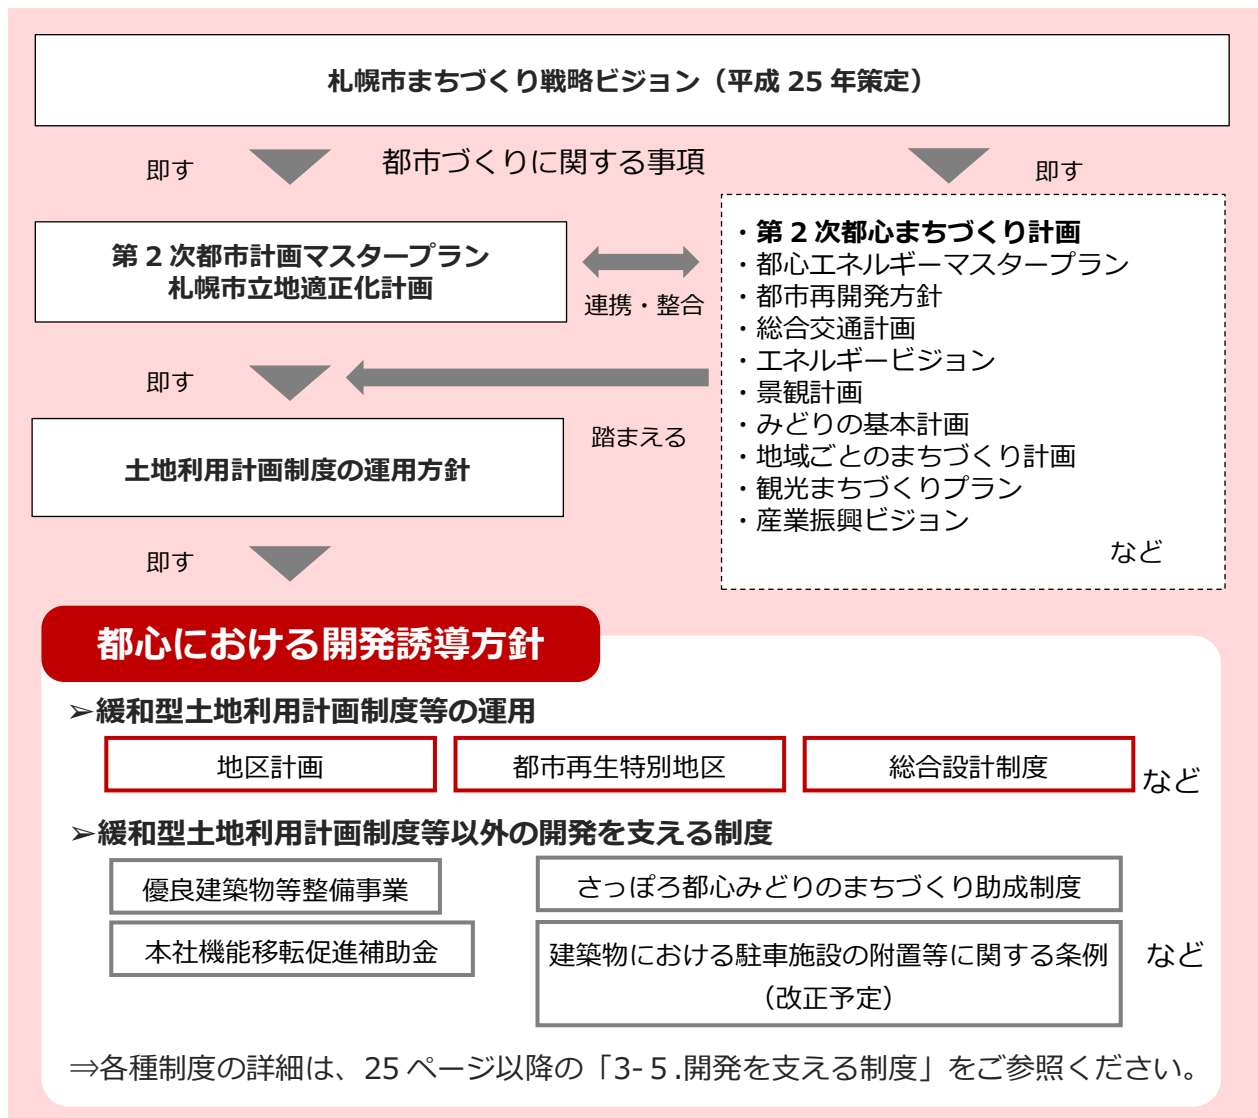 札幌市まちづくり戦略ビジョン（平成 25 年策定）
即す
都市づくりに関する事項
即す
第 2 次都市計画マスタープラン
札幌市立地適正化計画
連携・整合
・第 2 次都心まちづくり計画
・都心エネルギーマスタープラン
・都市再開発方針
・総合交通計画
・エネルギービジョン
・景観計画
・みどりの基本計画
・地域ごとのまちづくり計画
・観光まちづくりプラン
・産業振興ビジョン
など
即す
踏まえる
土地利用計画制度の運用方針
即す
都心における開発誘導方針
➢緩和型土地利用計画制度等の運用
地区計画
都市再生特別地区
総合設計制度
など
➢緩和型土地利用計画制度等以外の開発を支える制度
優良建築物等整備事業
さっぽろ都心みどりのまちづくり助成制度
本社機能移転促進補助金
建築物における駐車施設の附置等に関する条例
（改正予定）
など
⇒各種制度の詳細は、25 ページ以降の「3-５.開発を支える制度」をご参照ください。